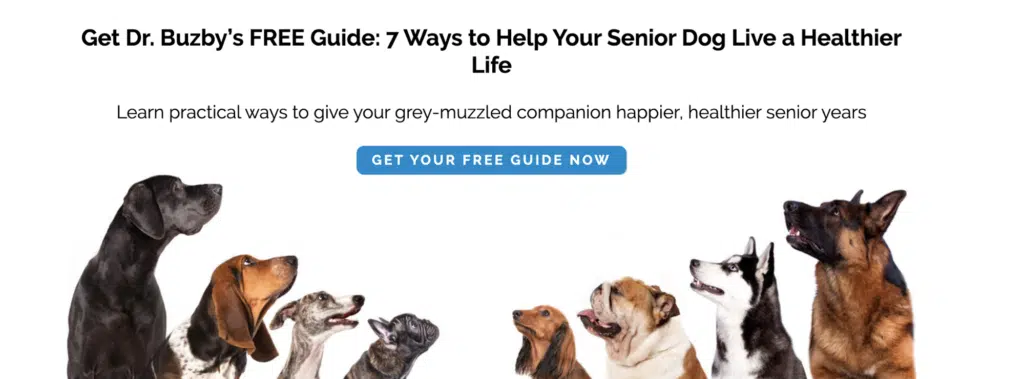 Get Dr. Buzby’s FREE Guide: 7 Ways to Help Your Senior Dog Live a Healthier
Life
Learn practical ways to give your grey-muzzled companion happier, healthier senior years
GET YOUR FREE GUIDE NOW